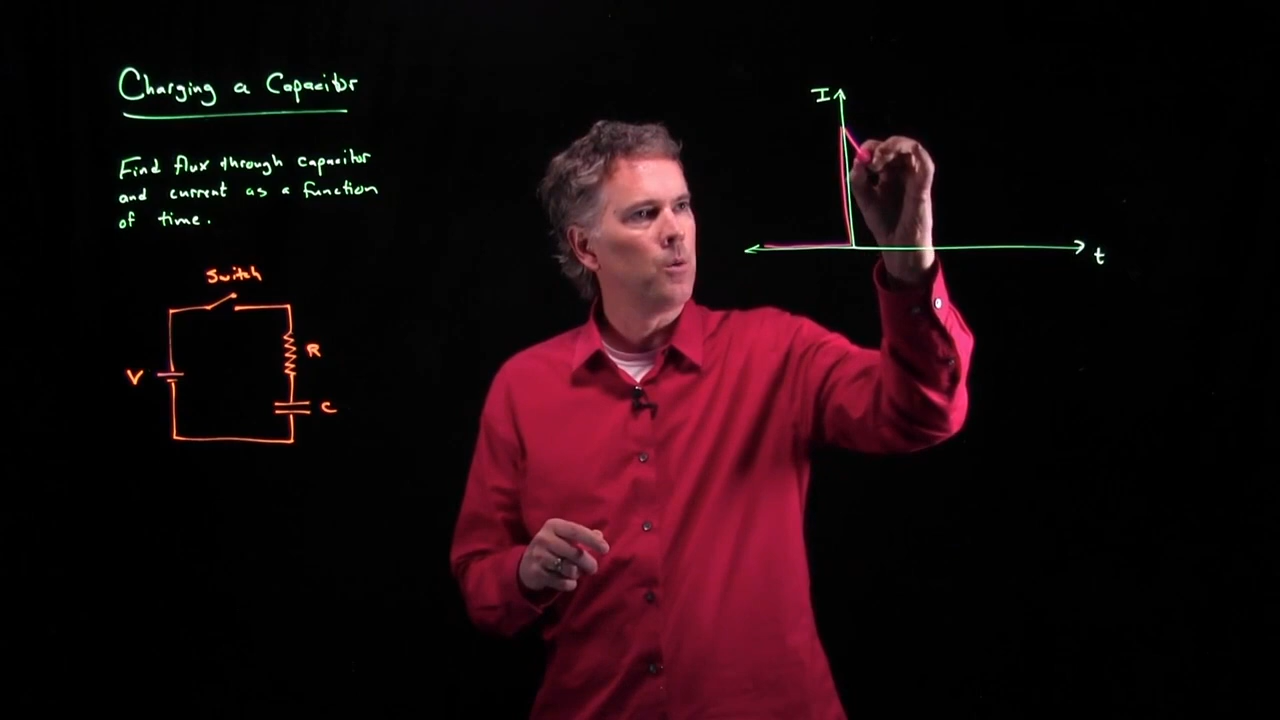 Charging a Capacitor
Find flux through capacitor
and current as a function
of time.
Switch
V
R
C
I
t